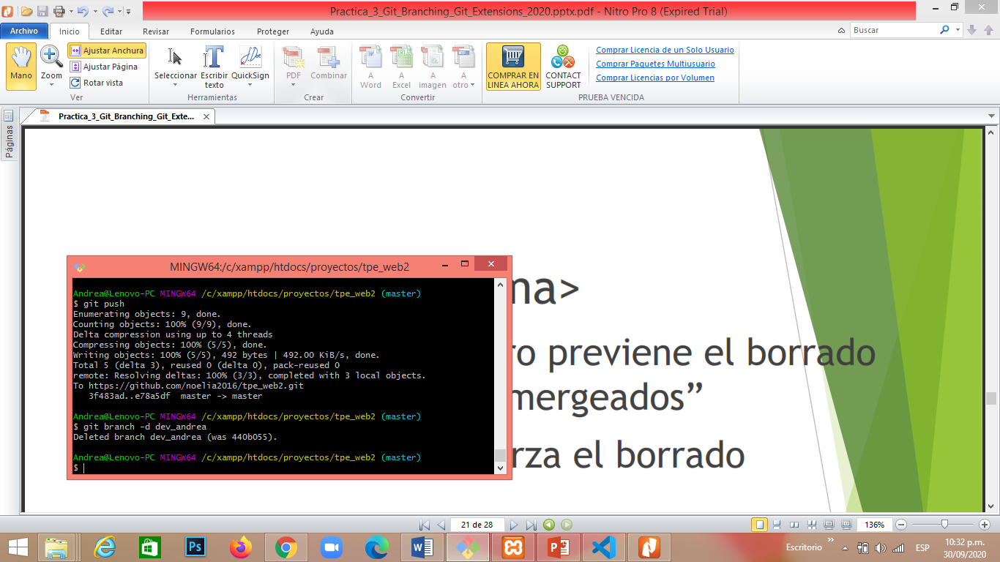 Practica_3_Git_Branching_Git_Extensions_2020.pptx.pdf - Nitro Pro 8 (Expired Trial)
Archivo Inicio Editar Revisar Formularios Proteger Ayuda Buscar
Mano
Zoom
Ajustar Anchura
Ajustar Página
Rotar vista
Ver
Seleccionar
Escribir texto
QuickSign
Herramientas
PDF
Combinar
Crear
A Word
A Excel
A imagen
A otro
Convertir
COMPRAR EN LINEA AHORA
CONTACT SUPPORT
Comprar Licencia de un Solo Usuario
Comprar Paquetes Multiusuario
Comprar Licencias por Volumen
PRUEBA VENCIDA
Practica_3_Git_Branching_Git_Exte...
Páginas
ma>
ro previene el borrado
mergeados”
rza el borrado
MINGW64:/c/xampp/htdocs/proyectos/tpe_web2
Andrea@Lenovo-PC MINGW64 /c/xampp/htdocs/proyectos/tpe_web2 (master)
$ git push
Enumerating objects: 9, done.
Counting objects: 100% (9/9), done.
Delta compression using up to 4 threads
Compressing objects: 100% (5/5), done.
Writing objects: 100% (5/5), 492 bytes | 492.00 KiB/s, done.
Total 5 (delta 3), reused 0 (delta 0), pack-reused 0
remote: Resolving deltas: 100% (3/3), completed with 3 local objects.
To https://github.com/noelia2016/tpe_web2.git
3f483ad..e78a5df master -> master
Andrea@Lenovo-PC MINGW64 /c/xampp/htdocs/proyectos/tpe_web2 (master)
$ git branch -d dev_andrea
Deleted branch dev_andrea (was 440b055).
Andrea@Lenovo-PC MINGW64 /c/xampp/htdocs/proyectos/tpe_web2 (master)
$
21 de 28
136%
Escritorio
ESP
10:32 p.m.
30/09/2020